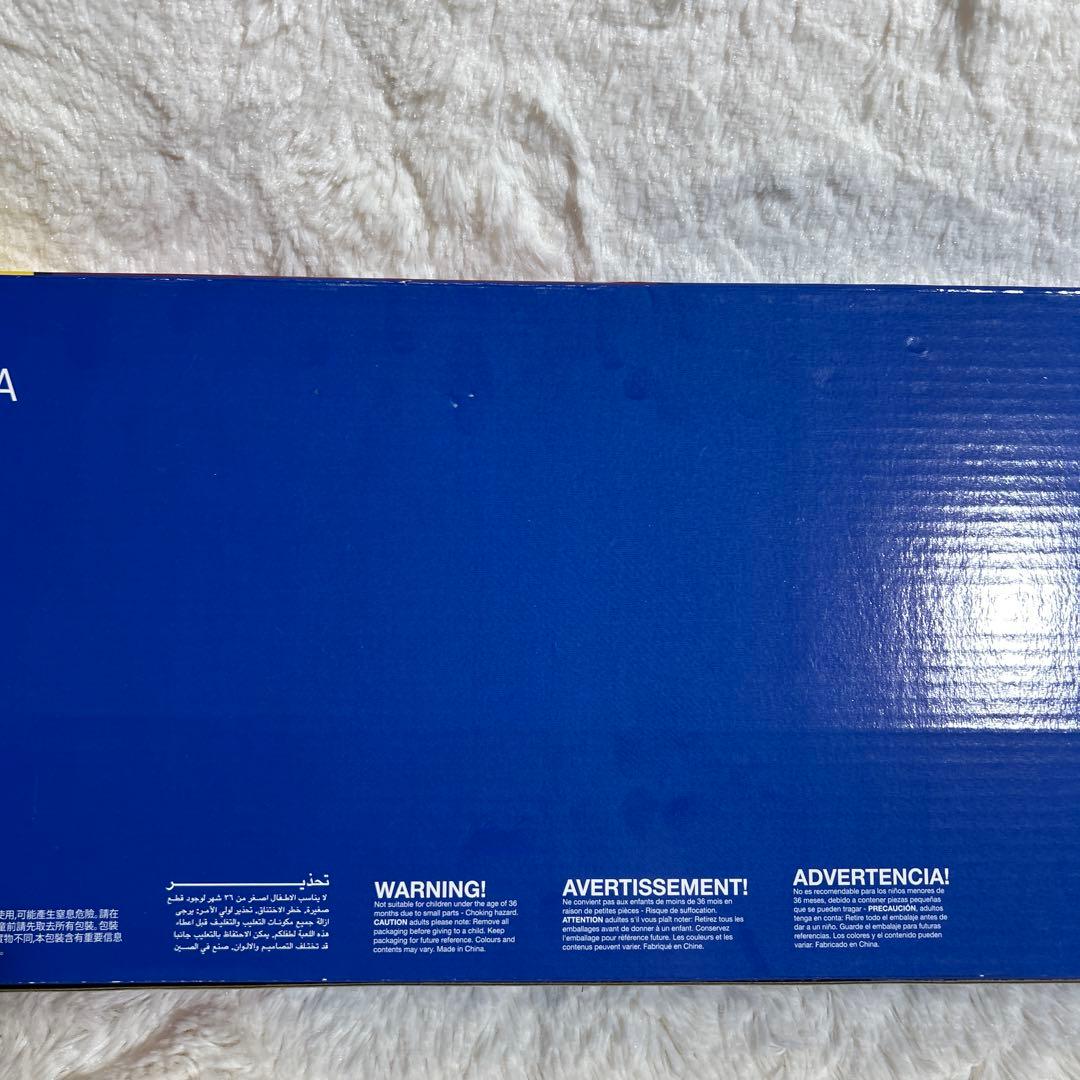 A
使用,可能產生窒息危險。請在
童前請先取去所有包裝。包裝
實物不同,本包裝含有重要信息
。
تحذير
لا يناسب الاطفال اصغر من ٣٦ شهر لوجود قطع
صغيرة, خطر الاختناق. تحذير لولي الأمر: يرجى
ازالة جميع مكونات التعليب والتغليف قبل اعطاء
هذه اللعبة لطفلكم. يمكن الاحتفاظ بالتعليب جانبا
قد تختلف التصاميم والالوان. صنع في الصين
WARNING!
Not suitable for children under the age of 36
months due to small parts - Choking hazard.
CAUTION adults please note: Remove all
packaging before giving to a child. Keep
packaging for future reference. Colours and
contents may vary. Made in China.
AVERTISSEMENT!
Ne convient pas aux enfants de moins de 36 mois en
raison de petites pièces - Risque de suffocation.
ATTENTION adultes s'il vous plaît noter: Retirez tous les
emballages avant de donner à un enfant. Conservez
l'emballage pour référence future. Les couleurs et les
contenus peuvent varier. Fabriqué en China.
ADVERTENCIA!
No es recomendable para los niños menores de
36 meses, debido a contener piezas pequeñas
que se pueden tragar - PRECAUCIÓN, adultos
tenga en conta: Retire todo el embalaje antes de
dar a un niño. Guarde el embalaje para futuras
referencias. Los colores y el contenido pueden
variar. Fabricado en China.